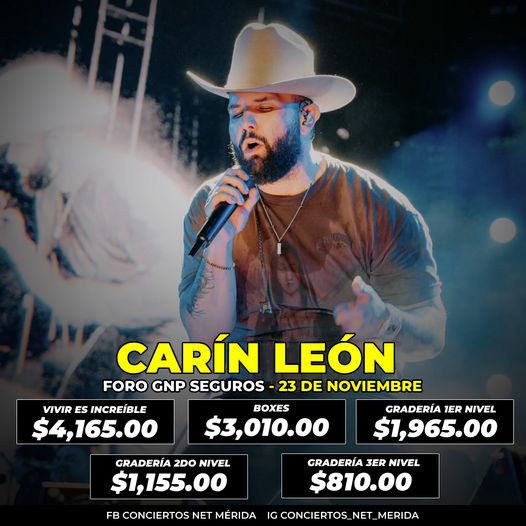 CARÍN LEÓN
FORO GNP SEGUROS - 23 DE NOVIEMBRE
VIVIR ES INCREÍBLE
$4,165.00
BOXES
$3,010.00
GRADERÍA 1ER NIVEL
$1,965.00
GRADERÍA 2DO NIVEL
$1,155.00
GRADERÍA 3ER NIVEL
$810.00
FB CONCIERTOS NET MÉRIDA IG CONCIERTOS_NET_MERIDA